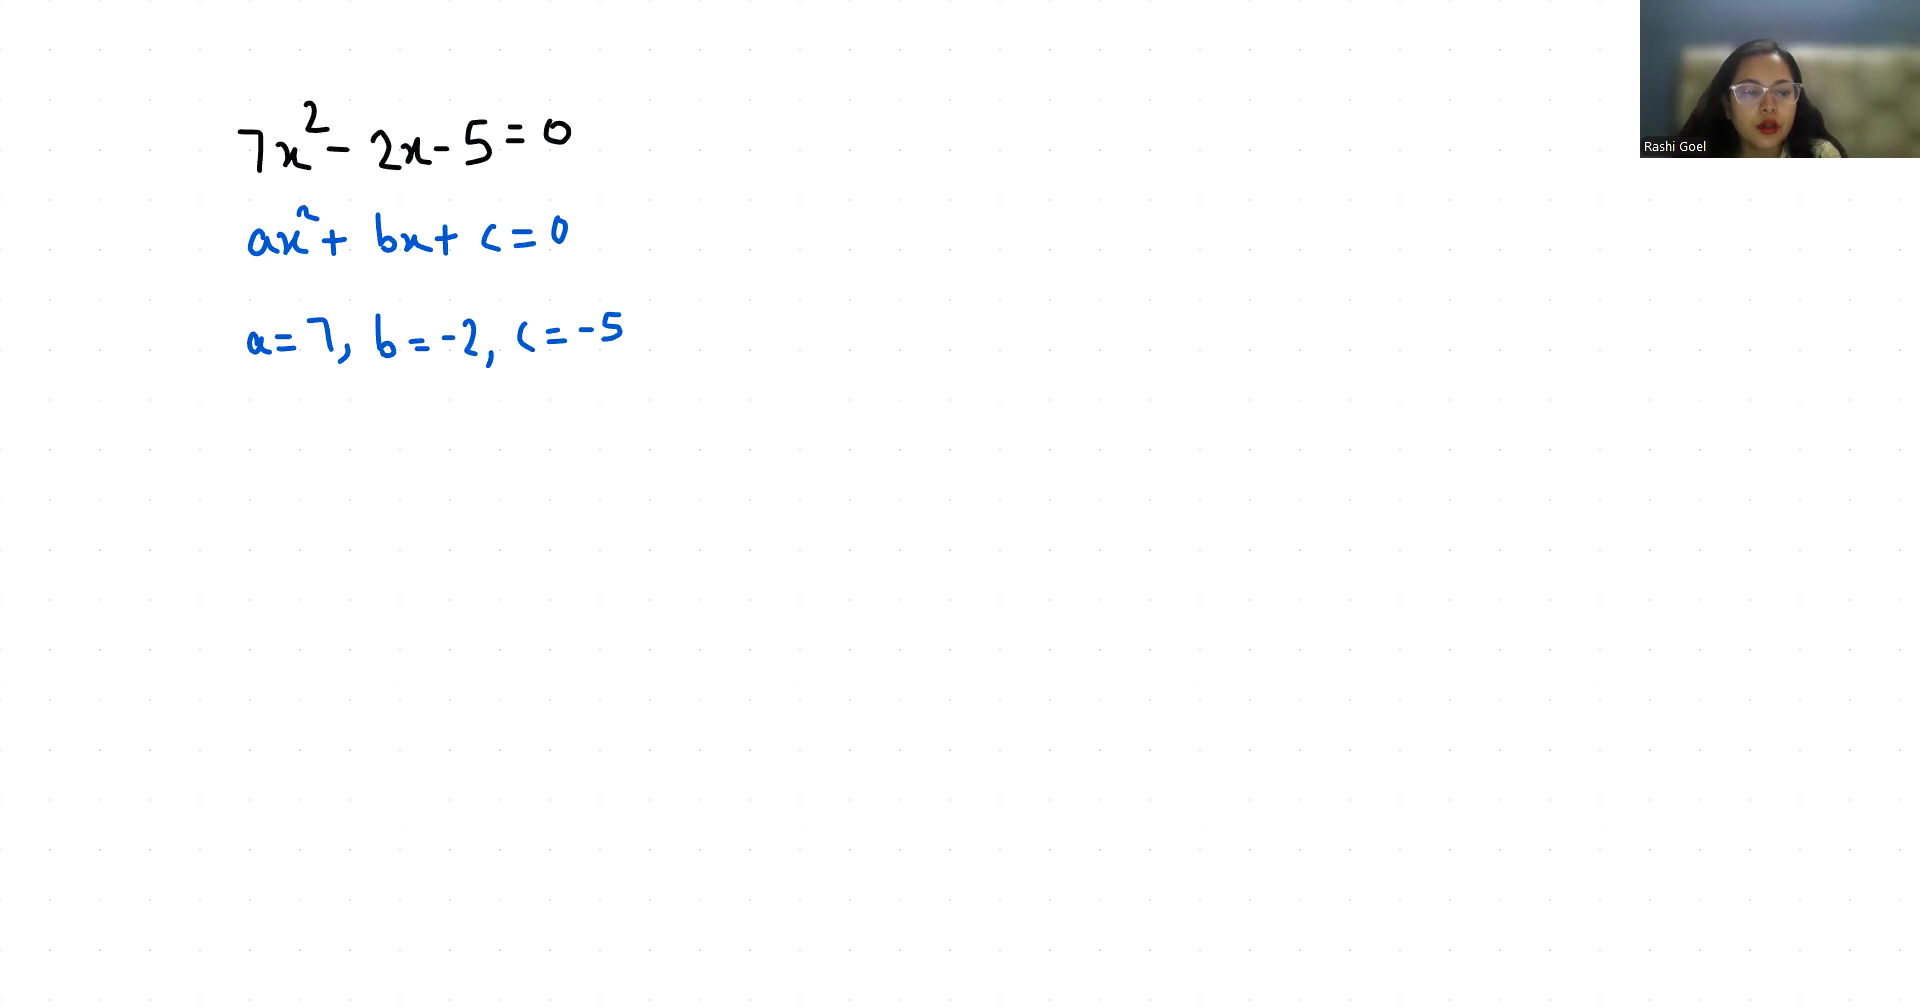 7x² - 2x - 5 = 0
ax² + bx + c = 0
a = 7, b = -2, c = -5
Rashi Goel